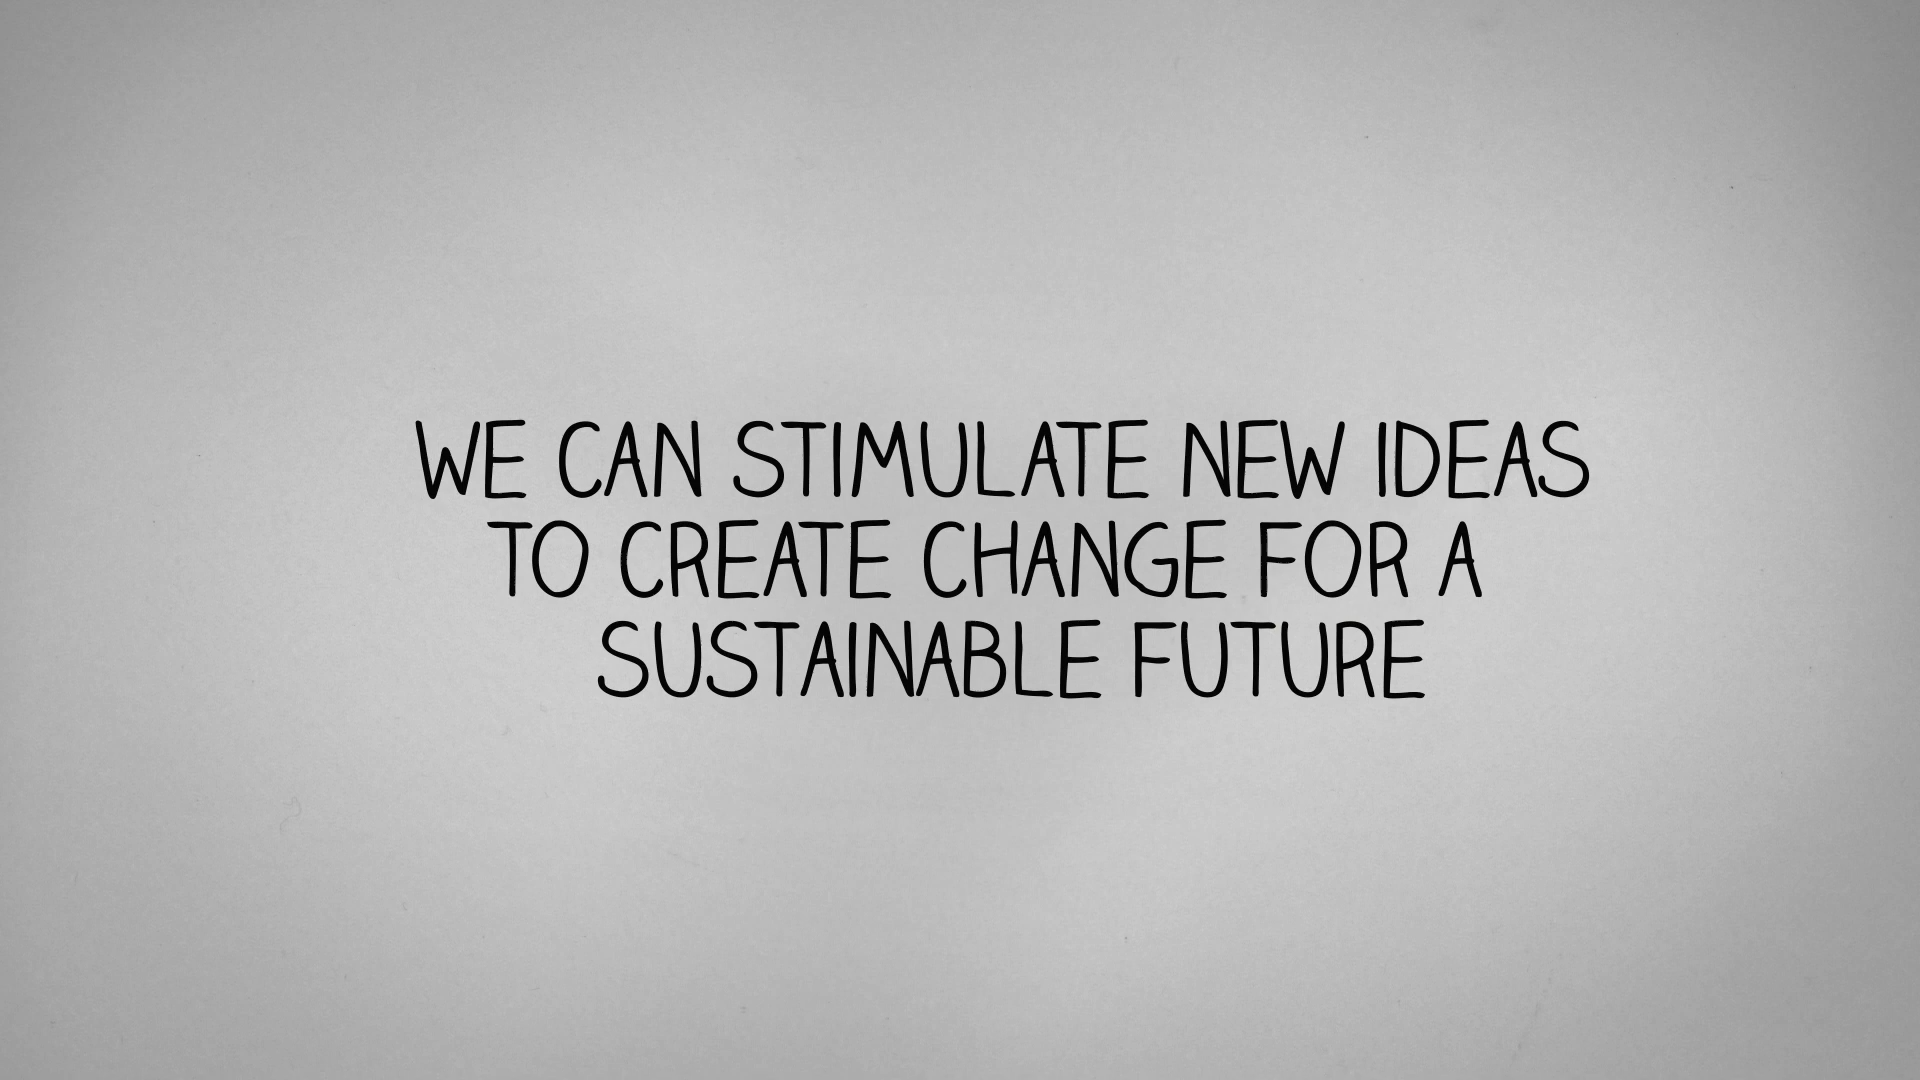 WE CAN STIMULATE NEW IDEAS
TO CREATE CHANGE FOR A
SUSTAINABLE FUTURE